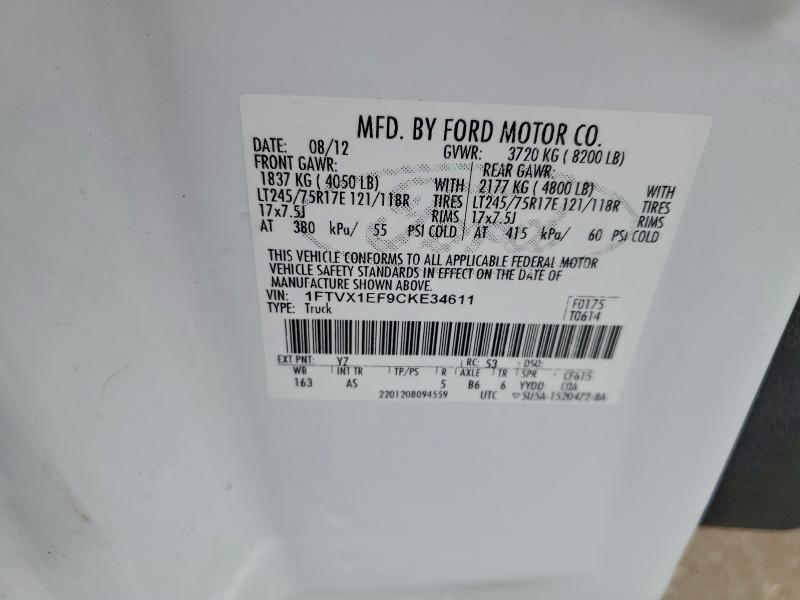 MFD. BY FORD MOTOR CO.
DATE: 08/12 GVWR: 3720 KG ( 8200 LB)
FRONT GAWR: REAR GAWR:
1837 KG ( 4050 LB) WITH 2177 KG ( 4800 LB) WITH
LT245/75R17E 121/118R TIRES LT245/75R17E 121/118R TIRES
17x7.5J RIMS 17x7.5J RIMS
AT 380 kPa/ 55 PSI COLD AT 415 kPa/ 60 PSI COLD
THIS VEHICLE CONFORMS TO ALL APPLICABLE FEDERAL MOTOR
VEHICLE SAFETY STANDARDS IN EFFECT ON THE DATE OF
MANUFACTURE SHOWN ABOVE.
VIN: 1FTVX1EF9CKE34611 F0175
TYPE: Truck T0614
EXT PNT: YZ RC: 53 DSO:
WB INT TR TP/PS R AXLE TR SPR CF615
163 AS 5 B6 6 YYDD COA
2201208094559 UTC ▽5U5A-1520472-BA